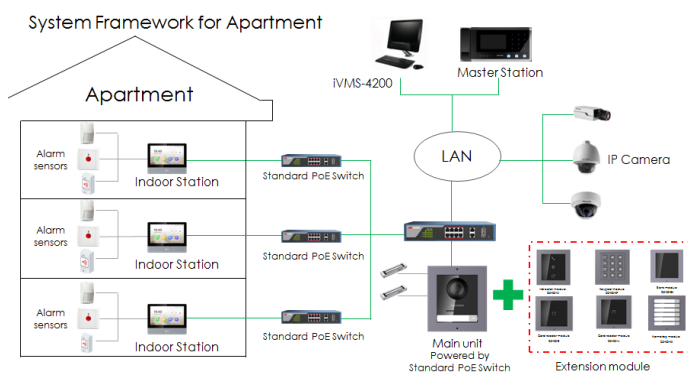 System Framework for Apartment
iVMS-4200
Master Station
Apartment
LAN
IP Camera
Alarm
sensors
Indoor Station
Standard PoE Switch
Alarm
sensors
Indoor Station
Standard PoE Switch
Alarm
sensors
Indoor Station
Standard PoE Switch
Main unit
Powered by
Standard PoE Switch
Extension module